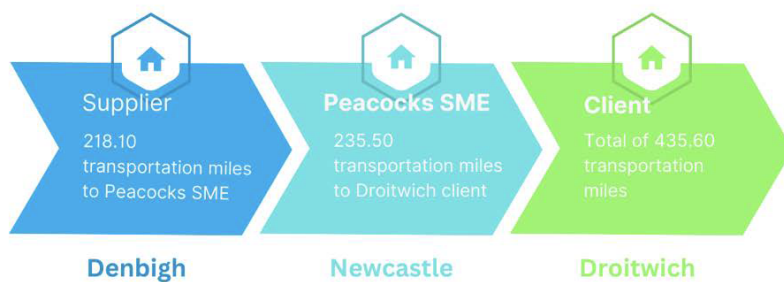 Supplier
218.10
transportation miles
to Peacocks SME
Peacocks SME
235.50
transportation miles
to Droitwich client
Client
Total of 435.60
transportation
miles
Denbigh
Newcastle
Droitwich